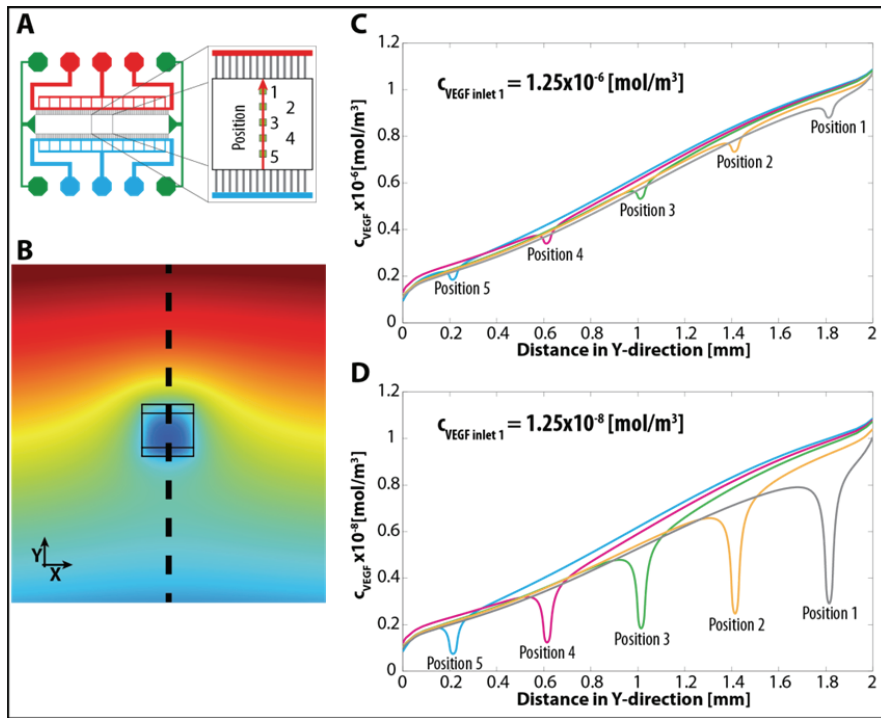 A
Position
1
2
3
4
5
B
Y
X
C
c_VEGF inlet 1 = 1.25x10⁻⁶ [mol/m³]
c_VEGF x10⁻⁶[mol/m³]
1.2
1
0.8
0.6
0.4
0.2
0
Position 1
Position 2
Position 3
Position 4
Position 5
0 0.2 0.4 0.6 0.8 1 1.2 1.4 1.6 1.8 2
Distance in Y-direction [mm]
D
c_VEGF inlet 1 = 1.25x10⁻⁸ [mol/m³]
c_VEGF x10⁻⁸[mol/m³]
1.2
1
0.8
0.6
0.4
0.2
0
Position 1
Position 2
Position 3
Position 4
Position 5
0 0.2 0.4 0.6 0.8 1 1.2 1.4 1.6 1.8 2
Distance in Y-direction [mm]